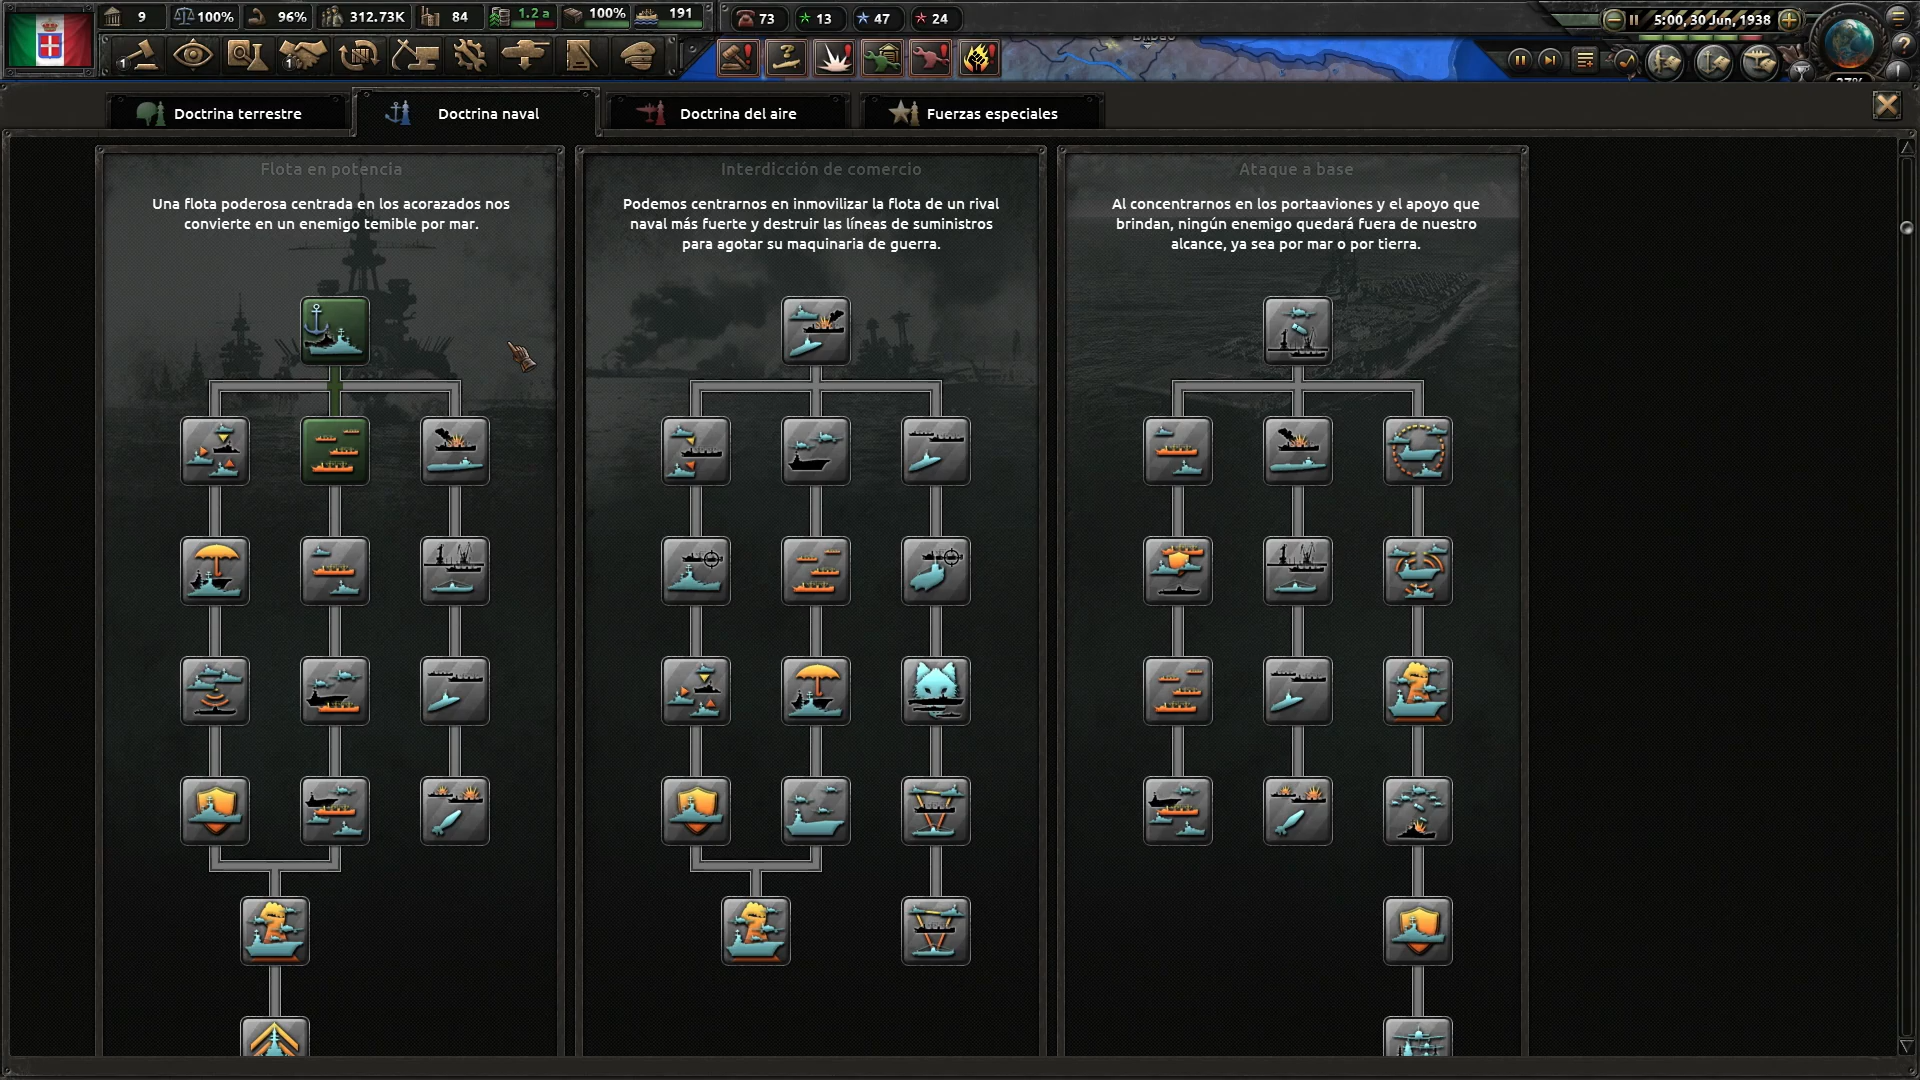 9 100% 96% 312.73K 84 1.2 a 100% 191 73 13 47 24 5:00, 30 Jun, 1938
1 1
Doctrina terrestre Doctrina naval Doctrina del aire Fuerzas especiales
Flota en potencia
Una flota poderosa centrada en los acorazados nos
convierte en un enemigo temible por mar.
Interdicción de comercio
Podemos centrarnos en inmovilizar la flota de un rival
naval más fuerte y destruir las líneas de suministros
para agotar su maquinaria de guerra.
Ataque a base
Al concentrarnos en los portaaviones y el apoyo que
brindan, ningún enemigo quedará fuera de nuestro
alcance, ya sea por mar o por tierra.